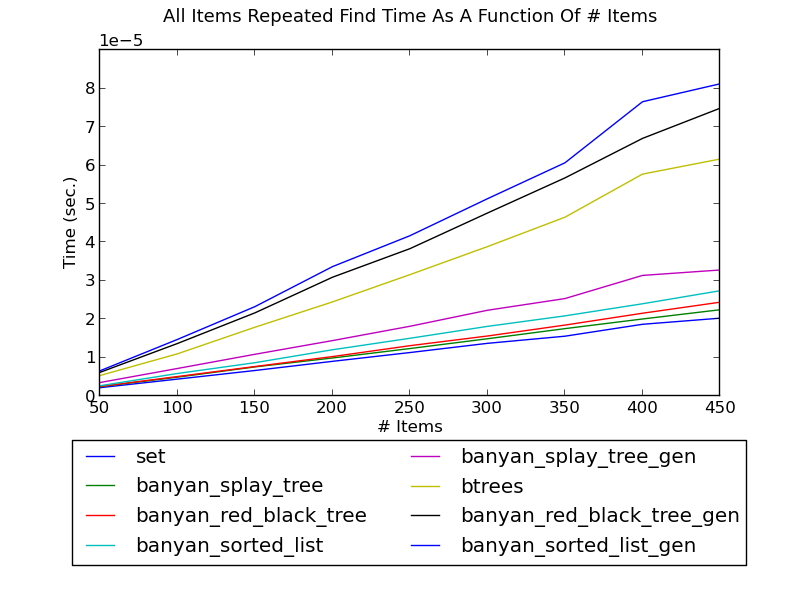 All Items Repeated Find Time As A Function Of # Items
1e−5
8
7
6
5
4
3
2
1
0
Time (sec.)
50 100 150 200 250 300 350 400 450
# Items
set
banyan_splay_tree
banyan_red_black_tree
banyan_sorted_list
banyan_splay_tree_gen
btrees
banyan_red_black_tree_gen
banyan_sorted_list_gen